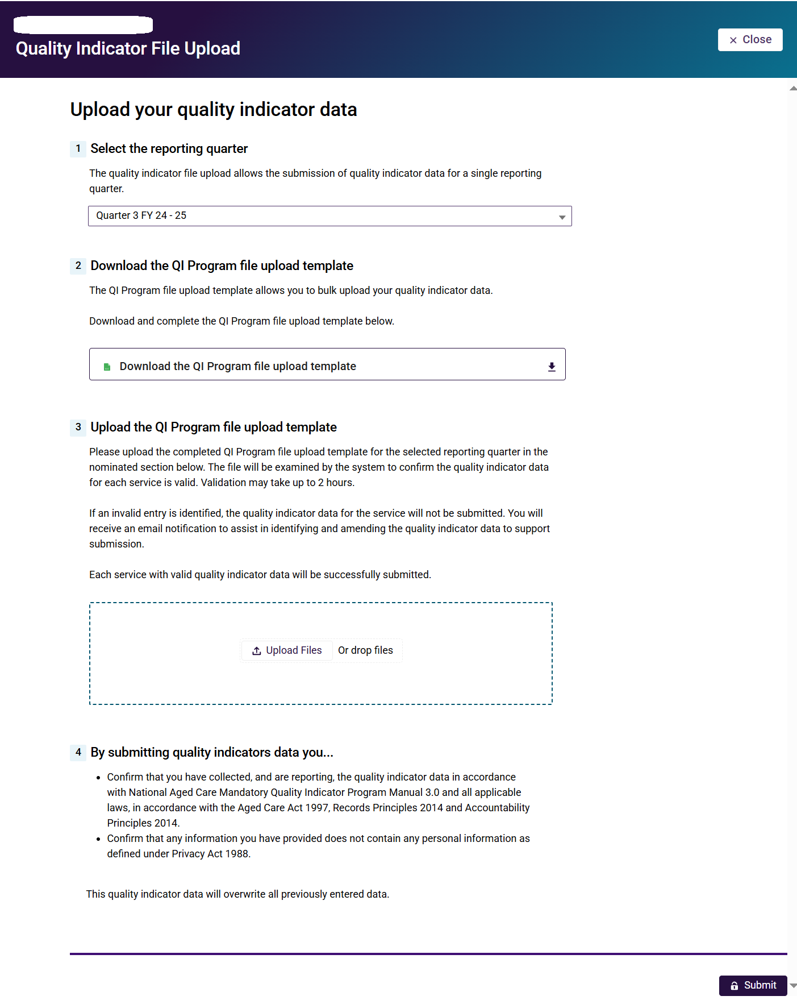 Quality Indicator File Upload
Close
Upload your quality indicator data
1 Select the reporting quarter
The quality indicator file upload allows the submission of quality indicator data for a single reporting
quarter.
Quarter 3 FY 24 - 25
2 Download the QI Program file upload template
The QI Program file upload template allows you to bulk upload your quality indicator data.
Download and complete the QI Program file upload template below.
Download the QI Program file upload template
3 Upload the QI Program file upload template
Please upload the completed QI Program file upload template for the selected reporting quarter in the
nominated section below. The file will be examined by the system to confirm the quality indicator data
for each service is valid. Validation may take up to 2 hours.
If an invalid entry is identified, the quality indicator data for the service will not be submitted. You will
receive an email notification to assist in identifying and amending the quality indicator data to support
submission.
Each service with valid quality indicator data will be successfully submitted.
Upload Files Or drop files
4 By submitting quality indicators data you...
• Confirm that you have collected, and are reporting, the quality indicator data in accordance
with National Aged Care Mandatory Quality Indicator Program Manual 3.0 and all applicable
laws, in accordance with the Aged Care Act 1997, Records Principles 2014 and Accountability
Principles 2014.
• Confirm that any information you have provided does not contain any personal information as
defined under Privacy Act 1988.
This quality indicator data will overwrite all previously entered data.
Submit